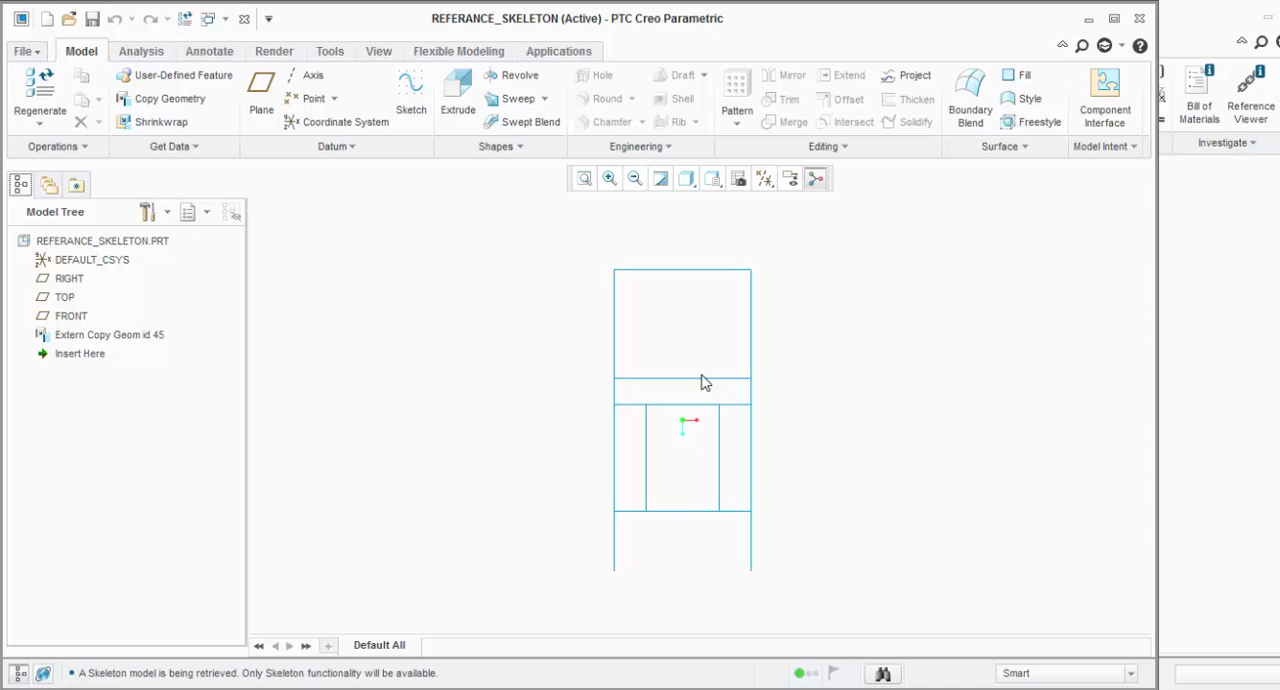 REFERANCE_SKELETON (Active) - PTC Creo Parametric
File Model Analysis Annotate Render Tools View Flexible Modeling Applications
Regenerate
User-Defined Feature
Copy Geometry
Shrinkwrap
Plane
Axis
Point
Coordinate System
Sketch
Extrude
Revolve
Sweep
Swept Blend
Hole
Round
Chamfer
Draft
Shell
Rib
Pattern
Mirror
Trim
Merge
Extend
Offset
Intersect
Project
Thicken
Solidify
Boundary
Blend
Fill
Style
Freestyle
Component
Interface
Bill of
Materials
Reference
Viewer
Operations Get Data Datum Shapes Engineering Editing Surface Model Intent Investigate
Model Tree
REFERANCE_SKELETON.PRT
DEFAULT_CSYS
RIGHT
TOP
FRONT
Extern Copy Geom id 45
Insert Here
Default All
• A Skeleton model is being retrieved. Only Skeleton functionality will be available.
Smart